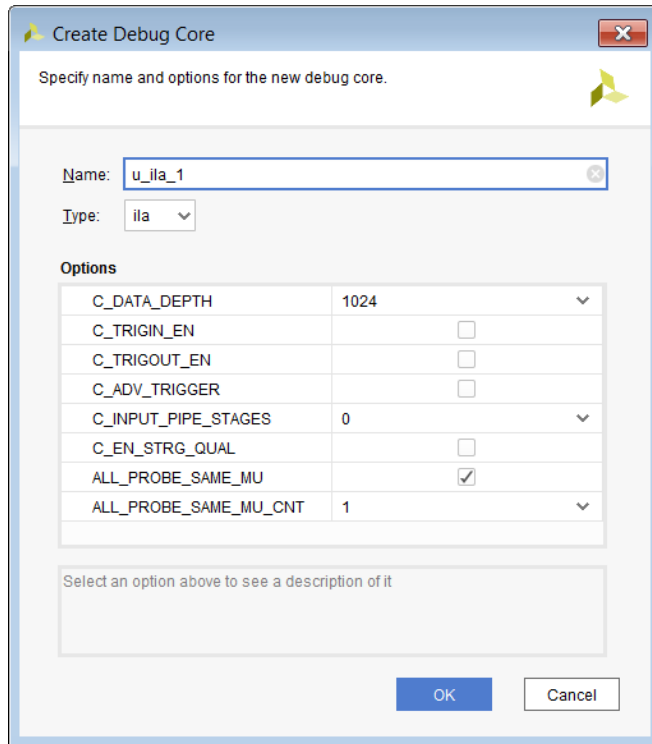 Create Debug Core
Specify name and options for the new debug core.
Name: u_ila_1
Type: ila
Options
C_DATA_DEPTH 1024
C_TRIGIN_EN
C_TRIGOUT_EN
C_ADV_TRIGGER
C_INPUT_PIPE_STAGES 0
C_EN_STRG_QUAL
ALL_PROBE_SAME_MU
ALL_PROBE_SAME_MU_CNT 1
Select an option above to see a description of it
OK Cancel